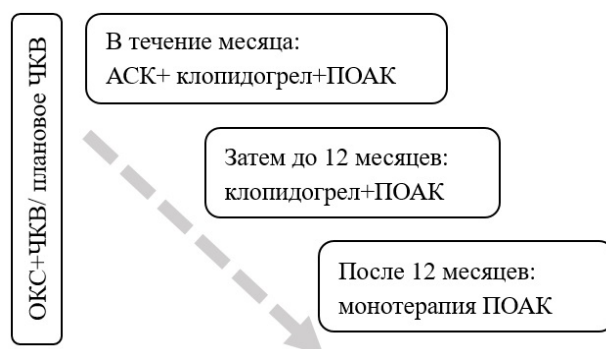 ОКС+ЧКВ/ плановое ЧКВ
В течение месяца:
АСК+ клопидогрел+ПОАК
Затем до 12 месяцев:
клопидогрел+ПОАК
После 12 месяцев:
монотерапия ПОАК